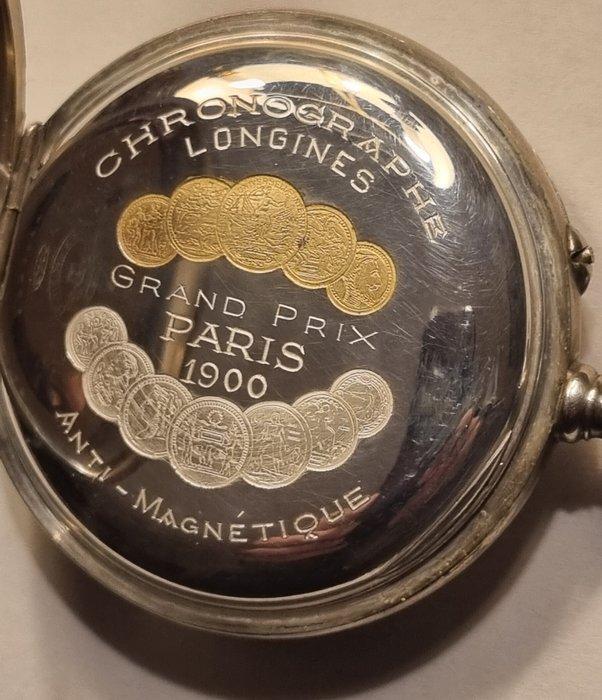 CHRONOGRAPHE
LONGINES
GRAND PRIX
PARIS
1900
ANTI-MAGNÉTIQUE